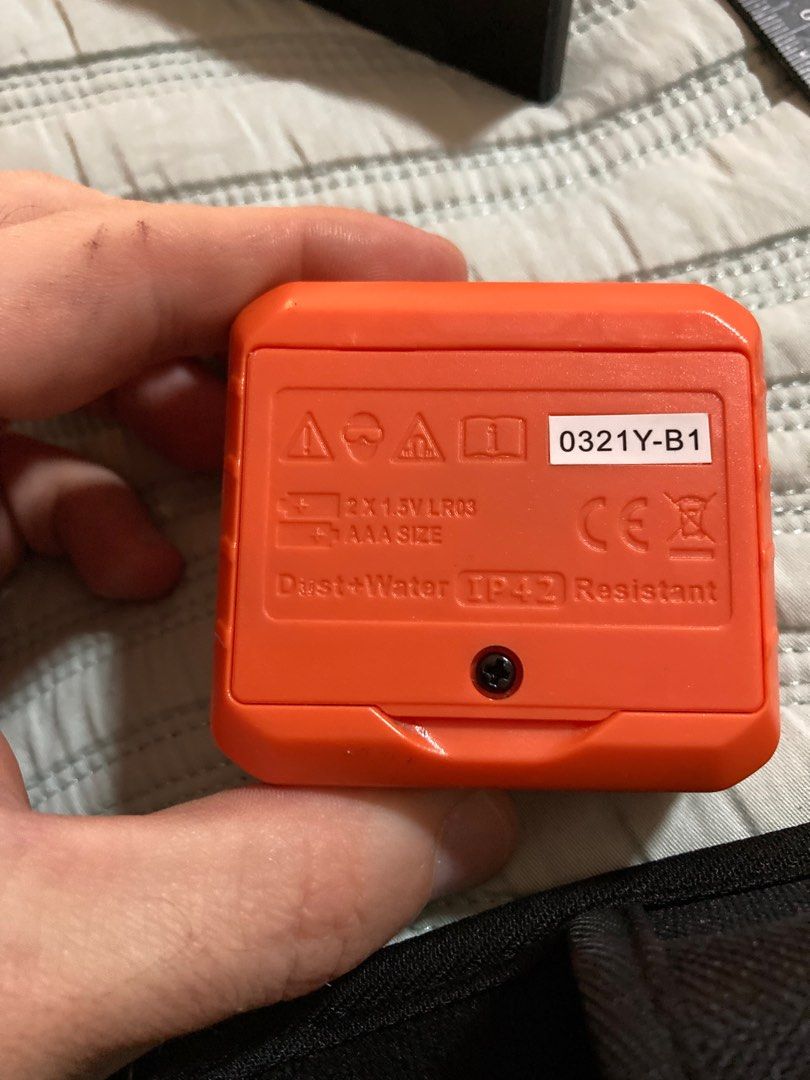 0321Y-B1
2 X 1.5V LR03
AAA SIZE
CE
Dust+Water IP42 Resistant